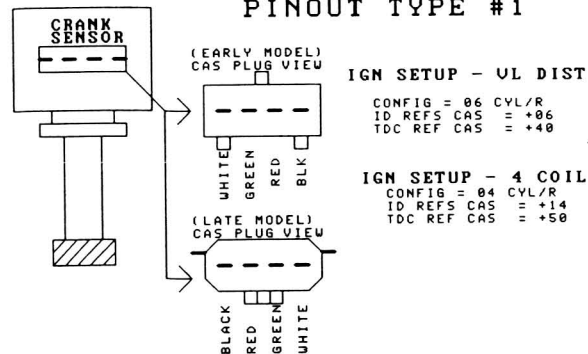 PINOUT TYPE #1
CRANK
SENSOR
(EARLY MODEL)
CAS PLUG VIEW
WHITE
GREEN
RED
BLK
(LATE MODEL)
CAS PLUG VIEW
BLACK
RED
GREEN
WHITE
IGN SETUP - VL DIST
CONFIG = 06 CYL/R
ID REFS CAS = +06
TDC REF CAS = +40
IGN SETUP - 4 COIL
CONFIG = 04 CYL/R
ID REFS CAS = +14
TDC REF CAS = +50